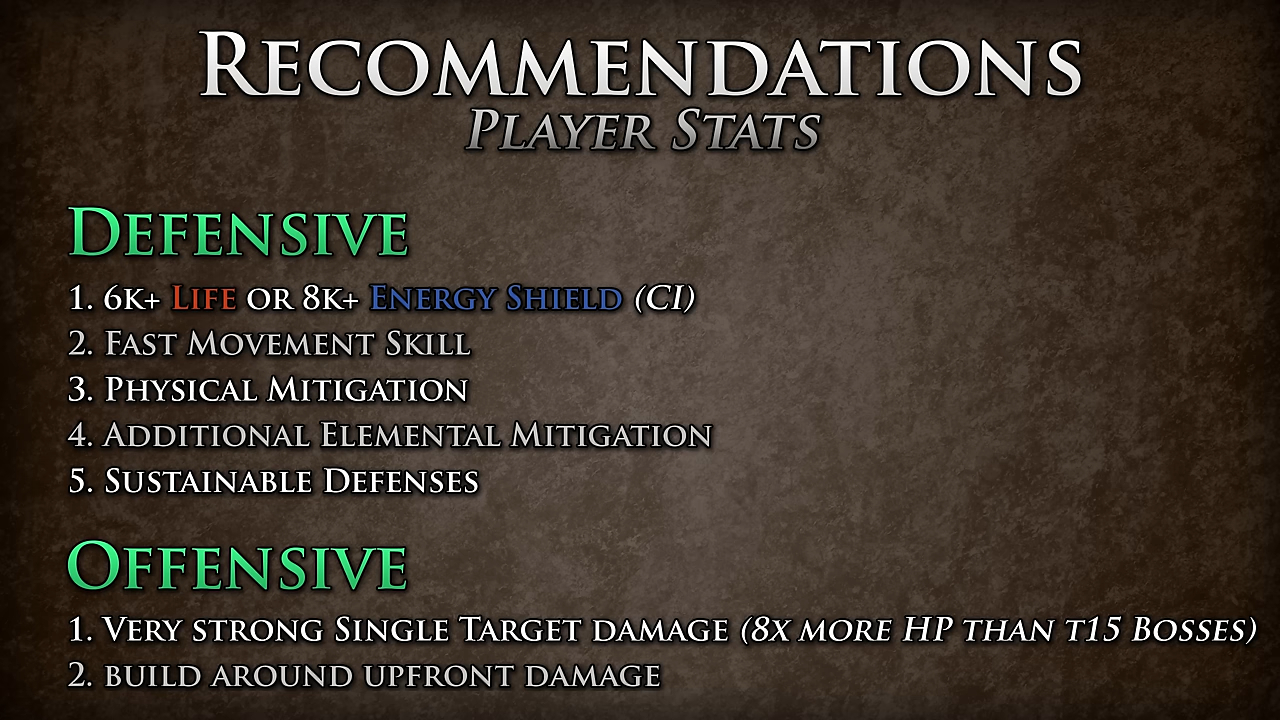 Recommendations
Player Stats
Defensive
1. 6k+ Life or 8k+ Energy Shield (CI)
2. Fast Movement Skill
3. Physical Mitigation
4. Additional Elemental Mitigation
5. Sustainable Defenses
Offensive
1. Very strong Single Target damage (8x more HP than t15 Bosses)
2. build around upfront damage